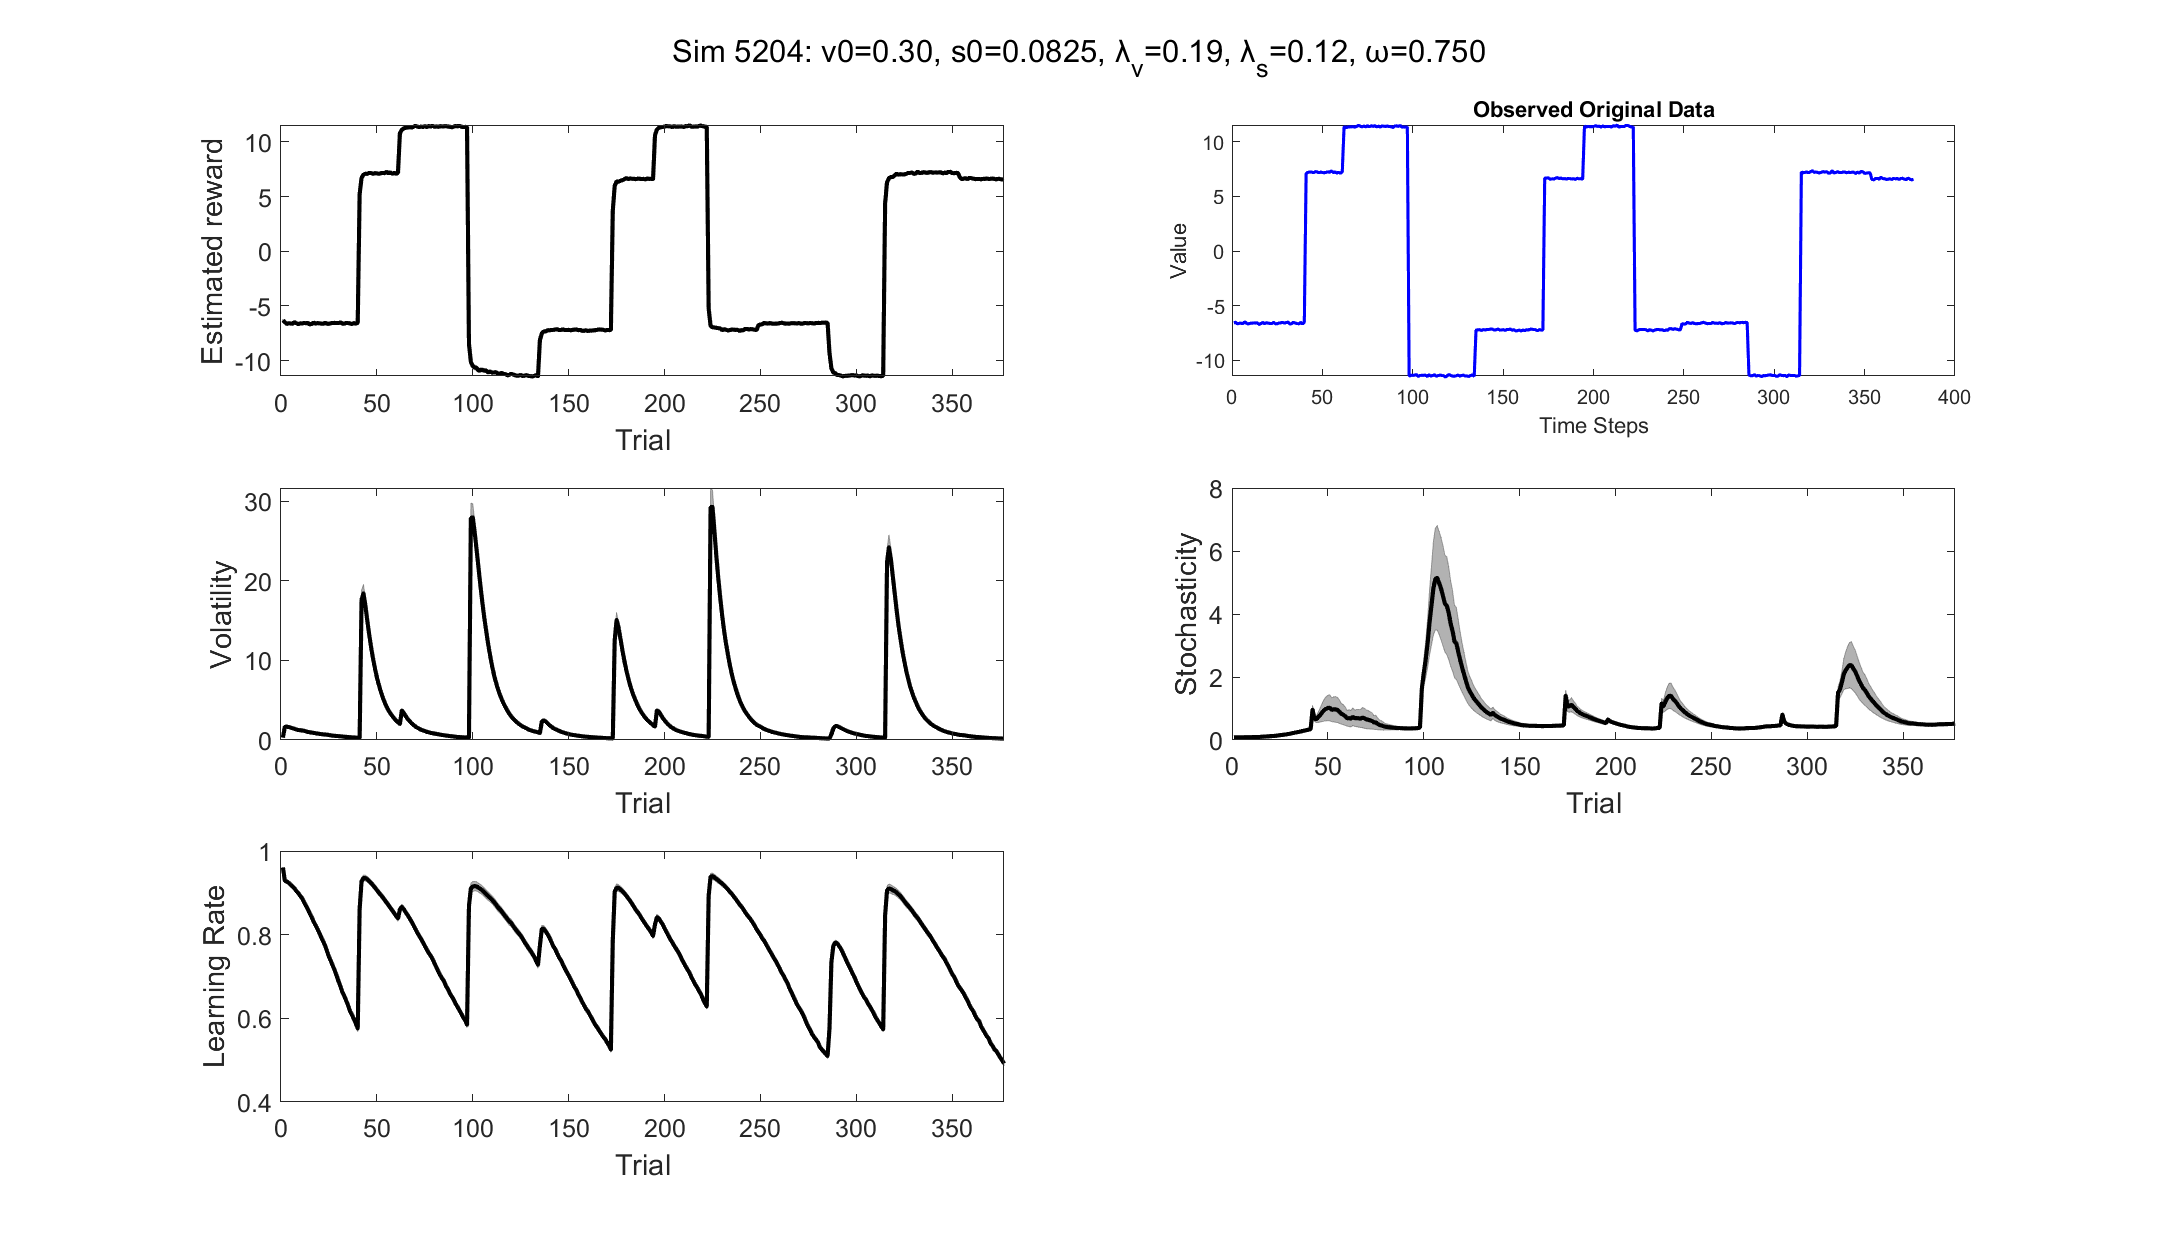 Sim 5204: v0=0.30, s0=0.0825, λ_v=0.19, λ_s=0.12, ω=0.750
Estimated reward
10
5
0
-5
-10
0 50 100 150 200 250 300 350
Trial
Observed Original Data
Value
10
5
0
-5
-10
0 50 100 150 200 250 300 350 400
Time Steps
Volatility
30
20
10
0
0 50 100 150 200 250 300 350
Trial
Stochasticity
8
6
4
2
0
0 50 100 150 200 250 300 350
Trial
Learning Rate
1
0.8
0.6
0.4
0 50 100 150 200 250 300 350
Trial